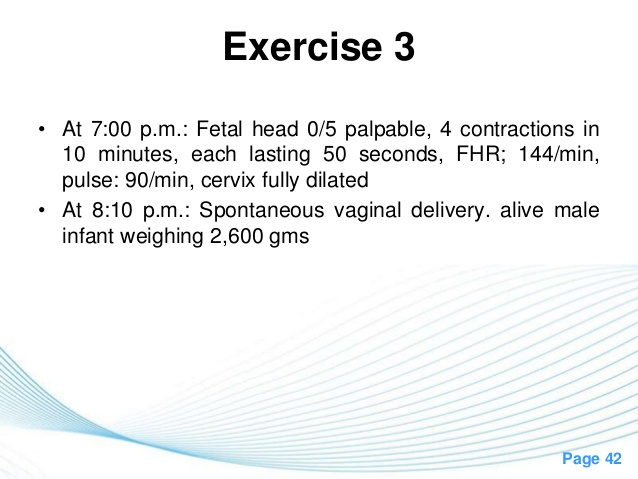 Exercise 3
• At 7:00 p.m.: Fetal head 0/5 palpable, 4 contractions in
10 minutes, each lasting 50 seconds, FHR; 144/min,
pulse: 90/min, cervix fully dilated
• At 8:10 p.m.: Spontaneous vaginal delivery. alive male
infant weighing 2,600 gms
Page 42